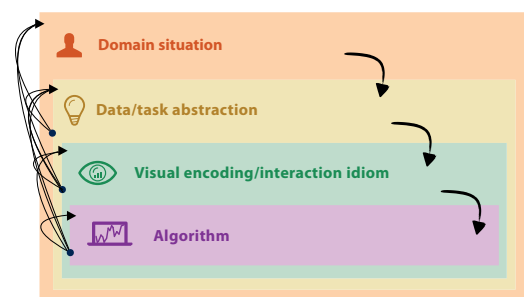 Domain situation
Data/task abstraction
Visual encoding/interaction idiom
Algorithm